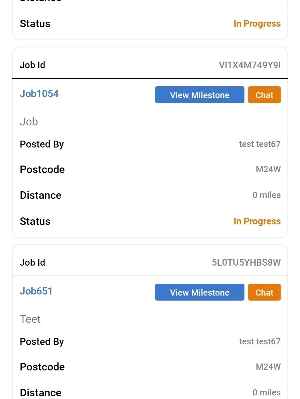 Distance
Status In Progress
Job Id VI1X4M749Y9I
Job1054 View Milestone Chat
Job
Posted By test test67
Postcode M24W
Distance 0 miles
Status In Progress
Job Id 5L0TU5YHBS8W
Job651 View Milestone Chat
Teet
Posted By test test67
Postcode M24W
Distance 0 miles